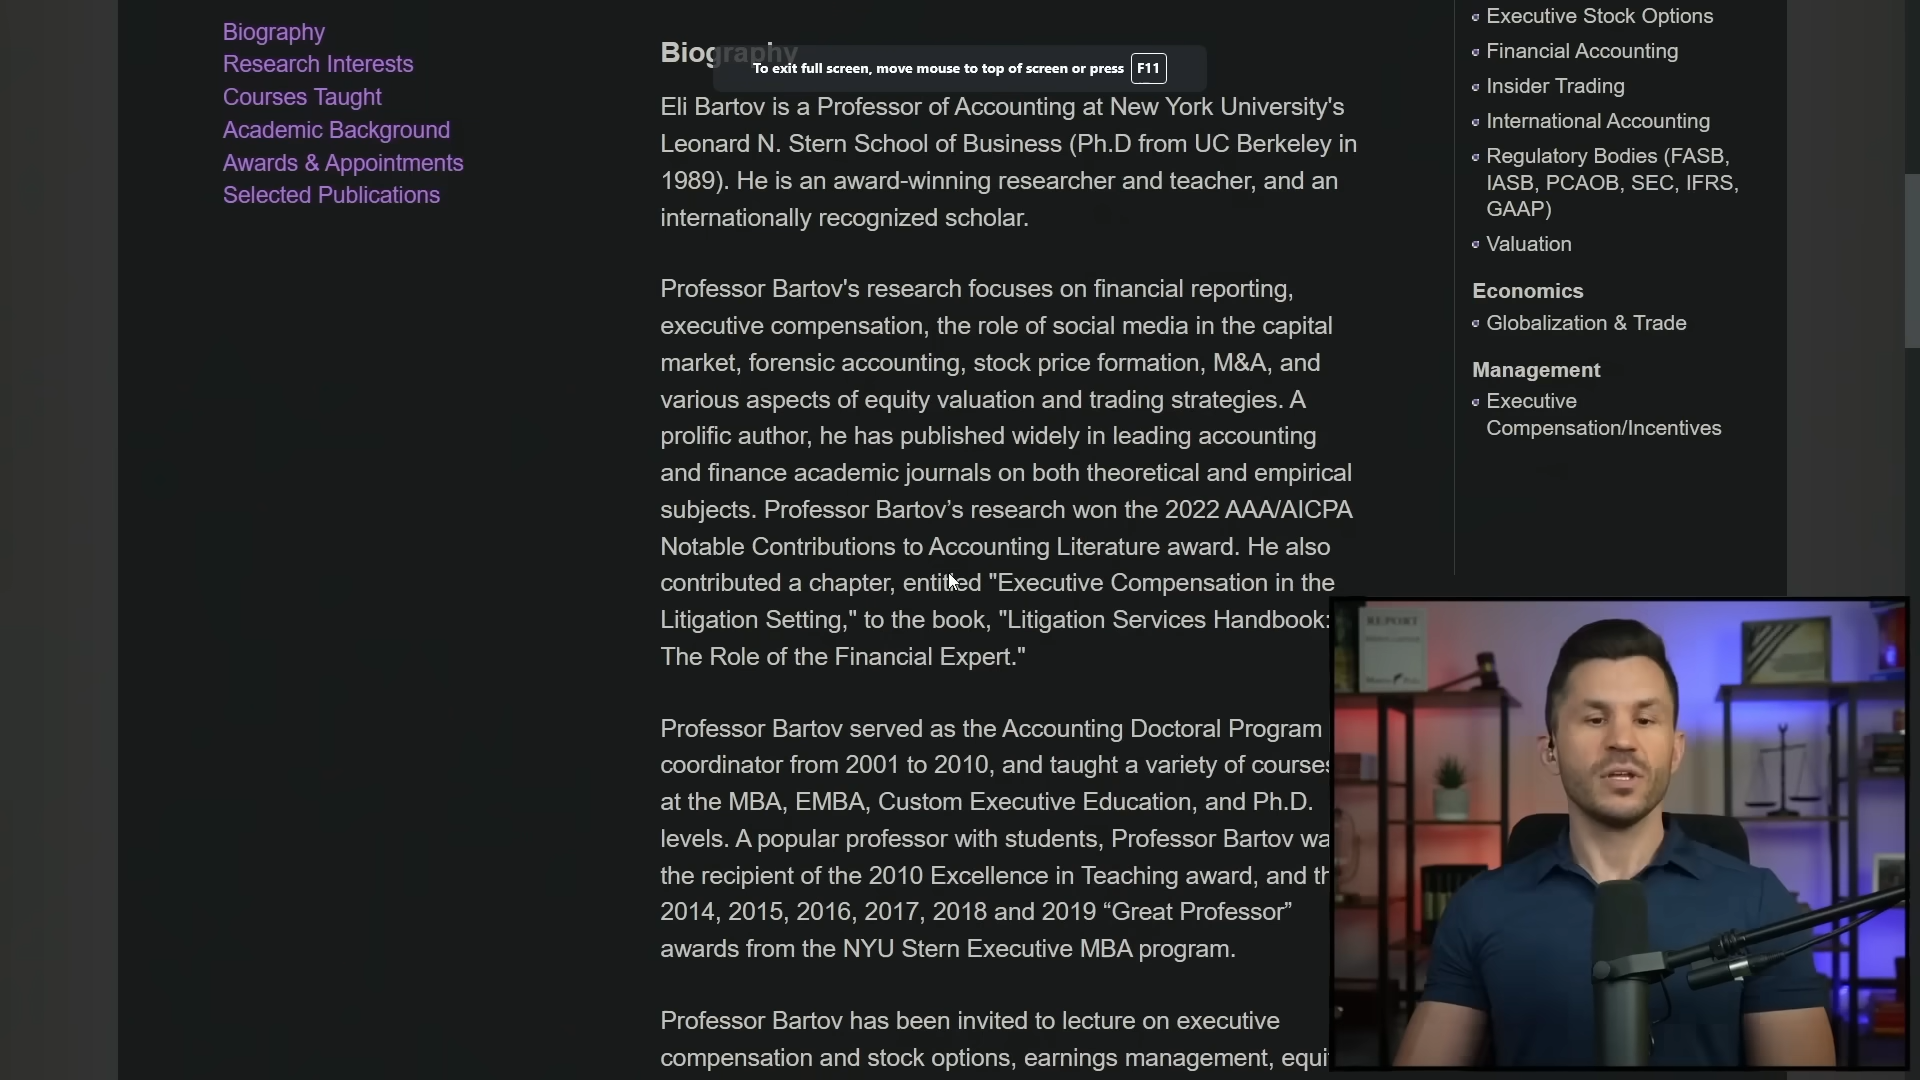 Biography
Research Interests
Courses Taught
Academic Background
Awards & Appointments
Selected Publications
Biography
To exit full screen, move mouse to top of screen or press F11
Eli Bartov is a Professor of Accounting at New York University's
Leonard N. Stern School of Business (Ph.D from UC Berkeley in
1989). He is an award-winning researcher and teacher, and an
internationally recognized scholar.
Professor Bartov's research focuses on financial reporting,
executive compensation, the role of social media in the capital
market, forensic accounting, stock price formation, M&A, and
various aspects of equity valuation and trading strategies. A
prolific author, he has published widely in leading accounting
and finance academic journals on both theoretical and empirical
subjects. Professor Bartov’s research won the 2022 AAA/AICPA
Notable Contributions to Accounting Literature award. He also
contributed a chapter, entitled "Executive Compensation in the
Litigation Setting," to the book, "Litigation Services Handbook:
The Role of the Financial Expert."
Professor Bartov served as the Accounting Doctoral Program
coordinator from 2001 to 2010, and taught a variety of courses
at the MBA, EMBA, Custom Executive Education, and Ph.D.
levels. A popular professor with students, Professor Bartov wa
the recipient of the 2010 Excellence in Teaching award, and th
2014, 2015, 2016, 2017, 2018 and 2019 “Great Professor”
awards from the NYU Stern Executive MBA program.
Professor Bartov has been invited to lecture on executive
compensation and stock options, earnings management, equi
Executive Stock Options
Financial Accounting
Insider Trading
International Accounting
Regulatory Bodies (FASB,
IASB, PCAOB, SEC, IFRS,
GAAP)
Valuation
Economics
Globalization & Trade
Management
Executive
Compensation/Incentives
REPORT